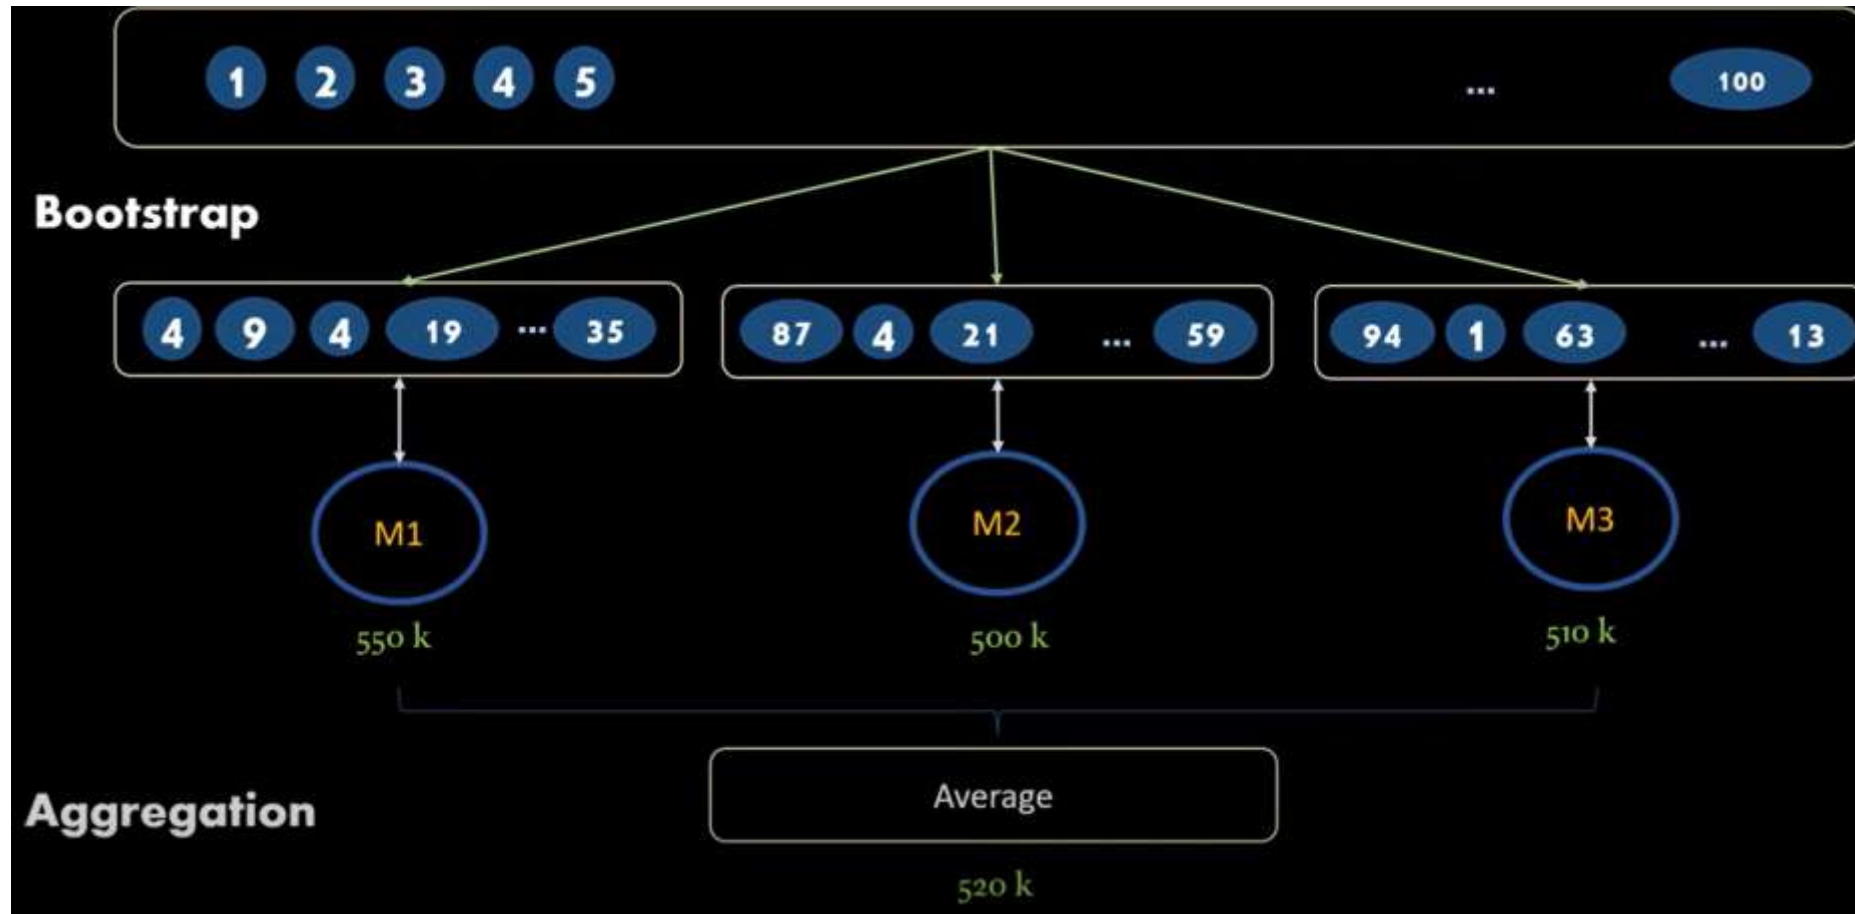 1 2 3 4 5 ... 100
Bootstrap
4 9 4 19 ... 35 87 4 21 ... 59 94 1 63 ... 13
M1 M2 M3
550 k 500 k 510 k
Average
Aggregation
520 k